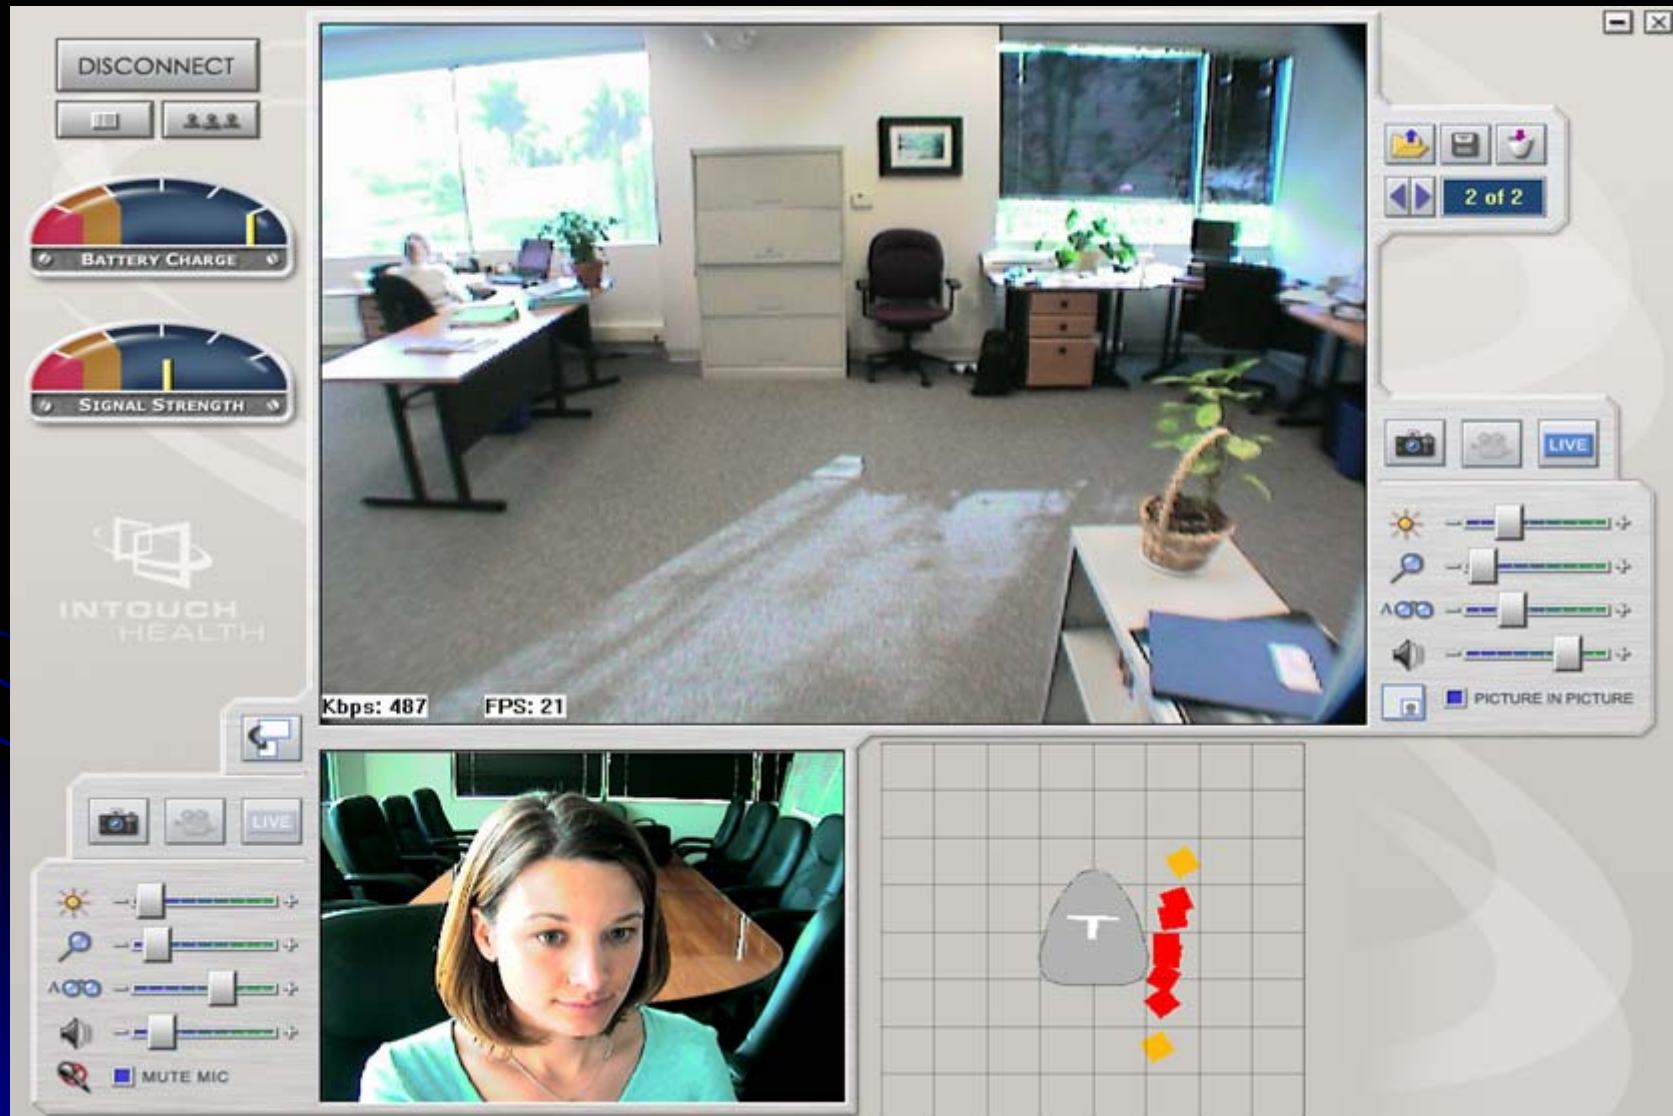 DISCONNECT
BATTERY CHARGE
SIGNAL STRENGTH
INTOUCH
HEALTH
2 of 2
LIVE
PICTURE IN PICTURE
Kbps: 487 FPS: 21
LIVE
MUTE MIC